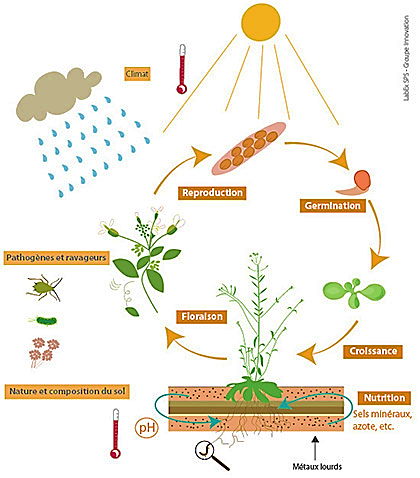 LabEx SPS - Groupe Innovation
Climat
Reproduction
Germination
Pathogènes et ravageurs
Floraison
Croissance
Nature et composition du sol
Nutrition
Sels minéraux,
azote, etc.
pH
Métaux lourds